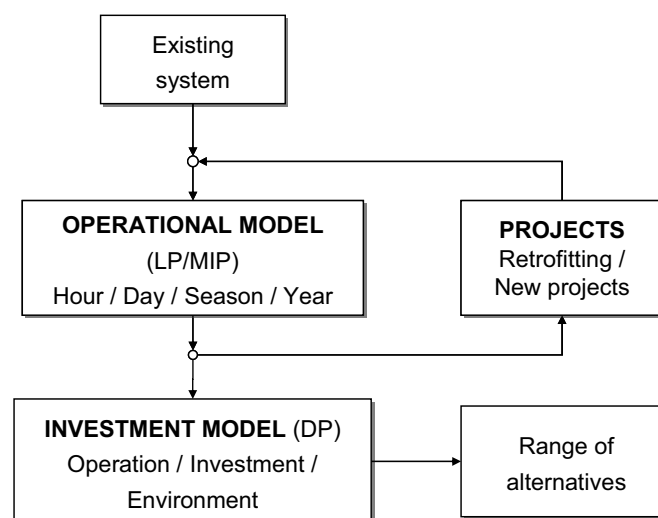 Existing
system
OPERATIONAL MODEL
(LP/MIP)
Hour / Day / Season / Year
PROJECTS
Retrofitting /
New projects
INVESTMENT MODEL (DP)
Operation / Investment /
Environment
Range of
alternatives